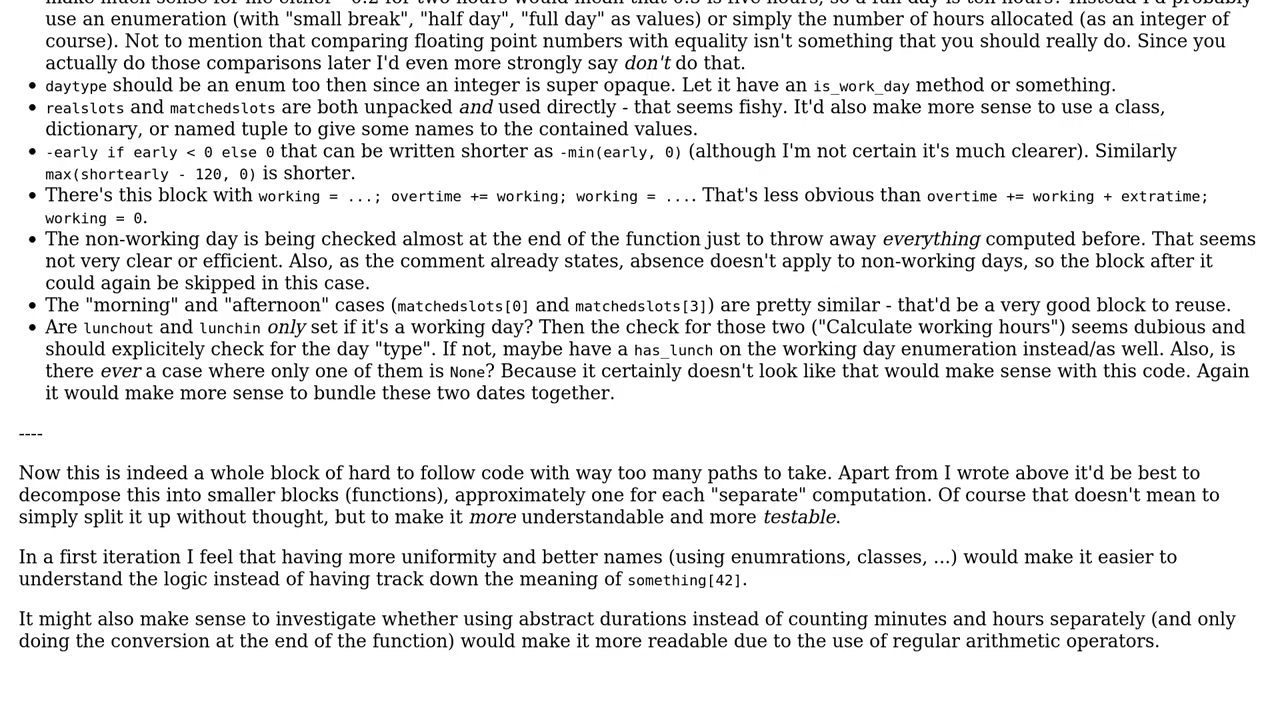 use an enumeration (with "small break", "half day", "full day" as values) or simply the number of hours allocated (as an integer of
course). Not to mention that comparing floating point numbers with equality isn't something that you should really do. Since you
actually do those comparisons later I'd even more strongly say don't do that.
daytype should be an enum too then since an integer is super opaque. Let it have an is_work_day method or something.
realslots and matchedslots are both unpacked and used directly - that seems fishy. It'd also make more sense to use a class,
dictionary, or named tuple to give some names to the contained values.
-early if early < 0 else 0 that can be written shorter as -min(early, 0) (although I'm not certain it's much clearer). Similarly
max(shortearly - 120, 0) is shorter.
There's this block with working = ...; overtime += working; working = .... That's less obvious than overtime += working + extratime;
working = 0.
The non-working day is being checked almost at the end of the function just to throw away everything computed before. That seems
not very clear or efficient. Also, as the comment already states, absence doesn't apply to non-working days, so the block after it
could again be skipped in this case.
The "morning" and "afternoon" cases (matchedslots[0] and matchedslots[3]) are pretty similar - that'd be a very good block to reuse.
Are lunchout and lunchin only set if it's a working day? Then the check for those two ("Calculate working hours") seems dubious and
should explicitely check for the day "type". If not, maybe have a has_lunch on the working day enumeration instead/as well. Also, is
there ever a case where only one of them is None? Because it certainly doesn't look like that would make sense with this code. Again
it would make more sense to bundle these two dates together.
----
Now this is indeed a whole block of hard to follow code with way too many paths to take. Apart from I wrote above it'd be best to
decompose this into smaller blocks (functions), approximately one for each "separate" computation. Of course that doesn't mean to
simply split it up without thought, but to make it more understandable and more testable.
In a first iteration I feel that having more uniformity and better names (using enumrations, classes, ...) would make it easier to
understand the logic instead of having track down the meaning of something[42].
It might also make sense to investigate whether using abstract durations instead of counting minutes and hours separately (and only
doing the conversion at the end of the function) would make it more readable due to the use of regular arithmetic operators.